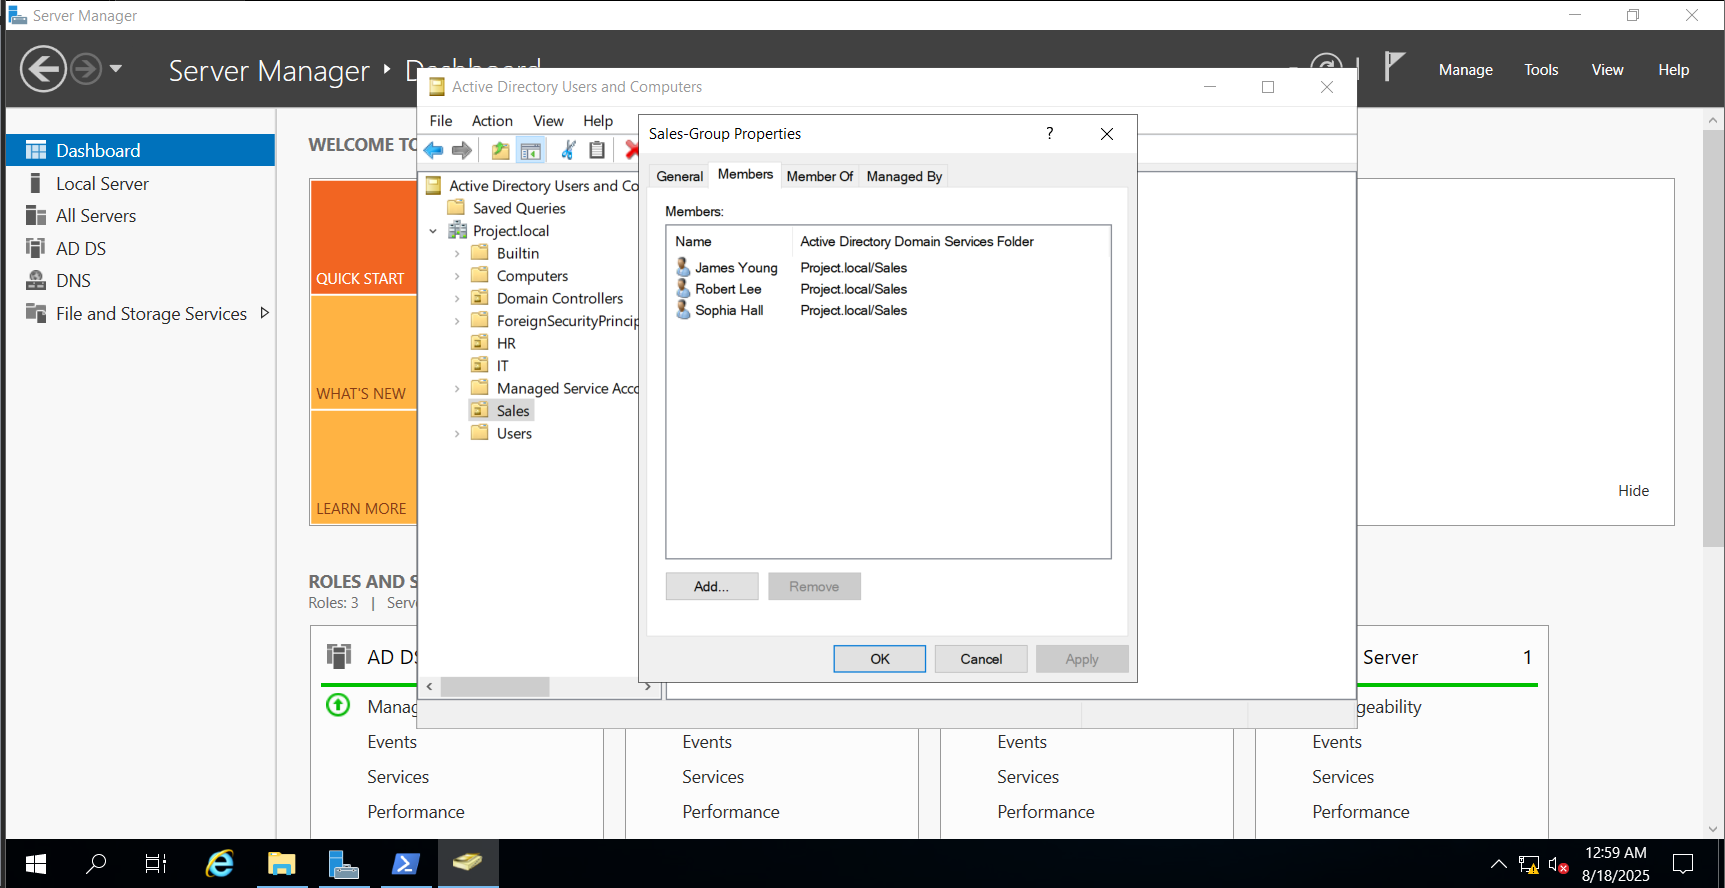 Server Manager
Server Manager
Manage
Tools
View
Help
Dashboard
Local Server
All Servers
AD DS
DNS
File and Storage Services
WELCOME TO
QUICK START
WHAT'S NEW
LEARN MORE
Hide
Roles: 3 |
AD DS
Events
Services
Performance
Events
Services
Performance
Events
Services
Performance
Server 1
Events
Services
Performance
Active Directory Users and Computers
File Action View Help
Active Directory Users and Co
Saved Queries
Project.local
Builtin
Computers
Domain Controllers
ForeignSecurityPrincip
HR
IT
Managed Service Acco
Sales
Users
Sales-Group Properties ?
General Members Member Of Managed By
Members:
Name Active Directory Domain Services Folder
James Young Project.local/Sales
Robert Lee Project.local/Sales
Sophia Hall Project.local/Sales
Add... Remove
OK Cancel Apply
12:59 AM
8/18/2025